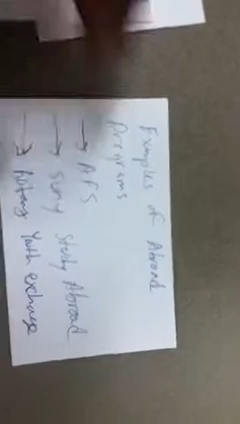 Examples of Abroad
Programs
→ AFS
→ SUNY Study Abroad
→ Rotary Youth exchange